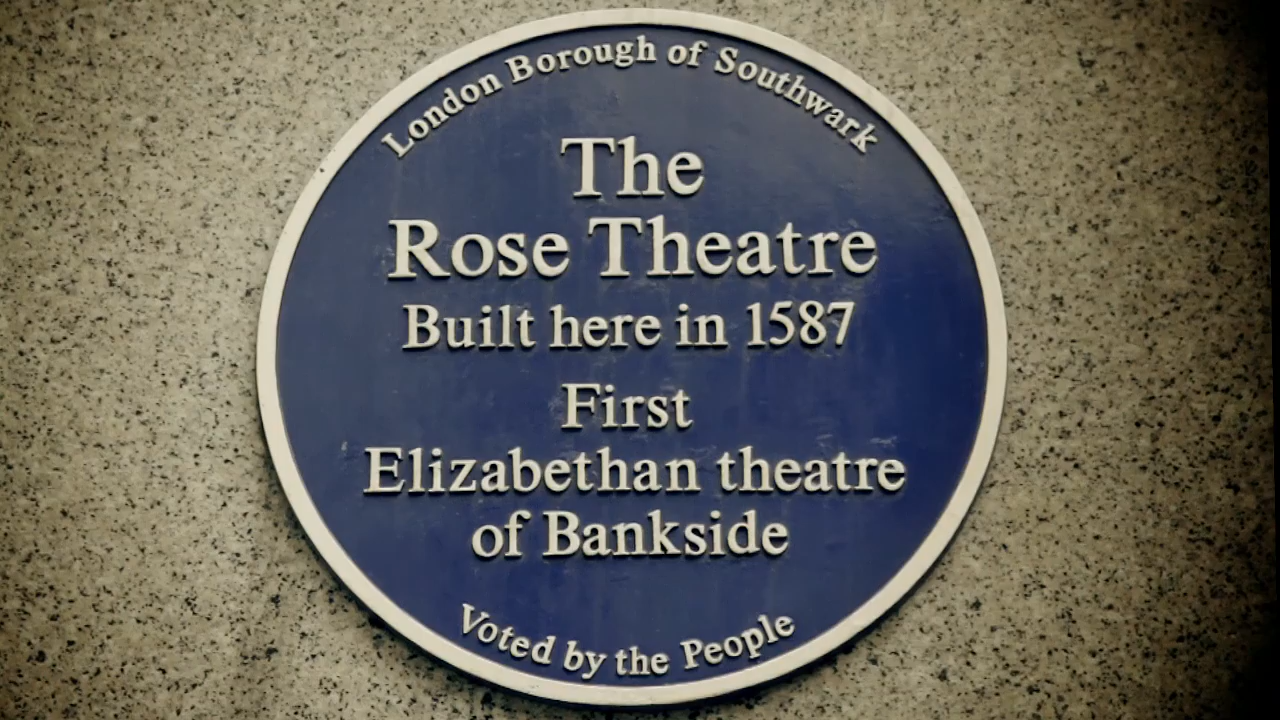 London Borough of Southwark
The
Rose Theatre
Built here in 1587
First
Elizabethan theatre
of Bankside
Voted by the People